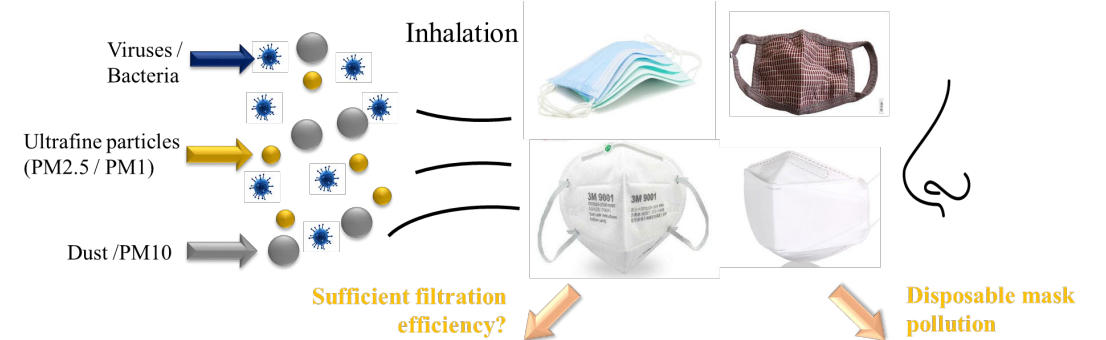 Viruses /
Bacteria
Inhalation
Ultrafine particles
(PM2.5 / PM1)
Dust /PM10
3M 9001
3M 9001
Sufficient filtration
efficiency?
Disposable mask
pollution